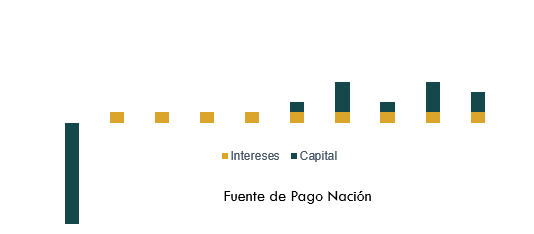 Intereses Capital
Fuente de Pago Nación